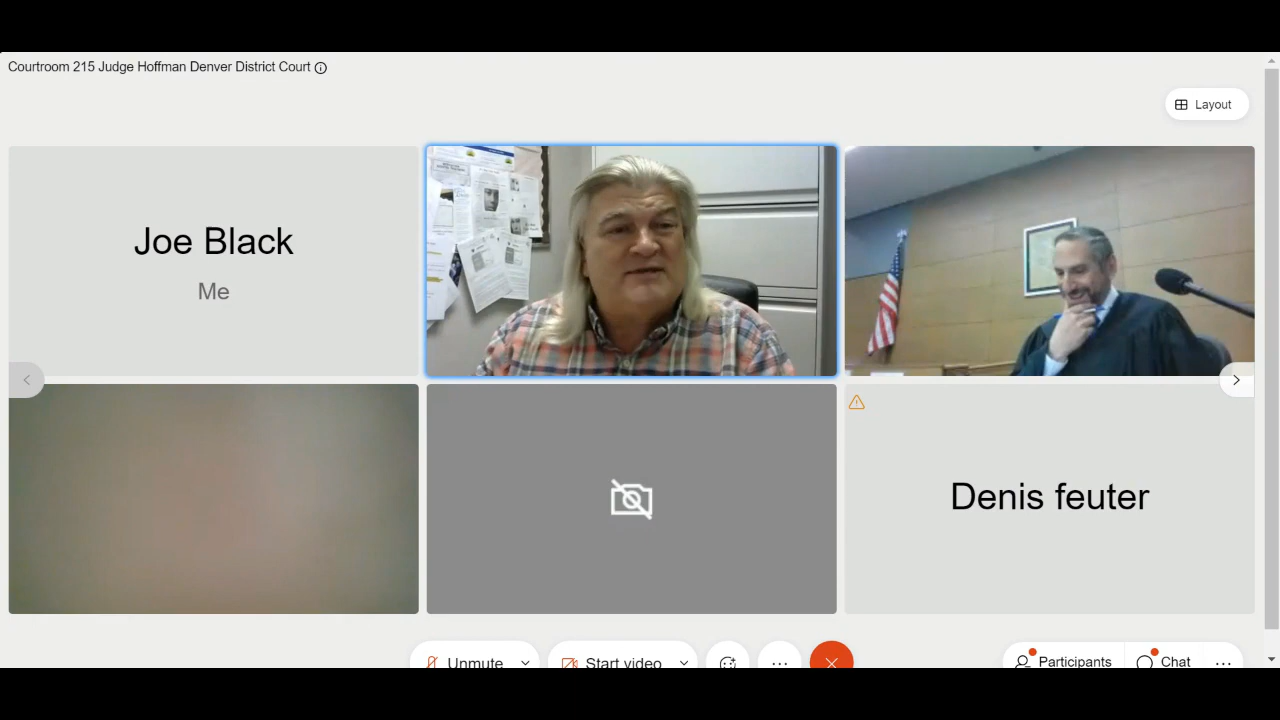 Courtroom 215 Judge Hoffman Denver District Court
Layout
Joe Black
Me
Denis feuter
Unmute
Start video
Participants
Chat